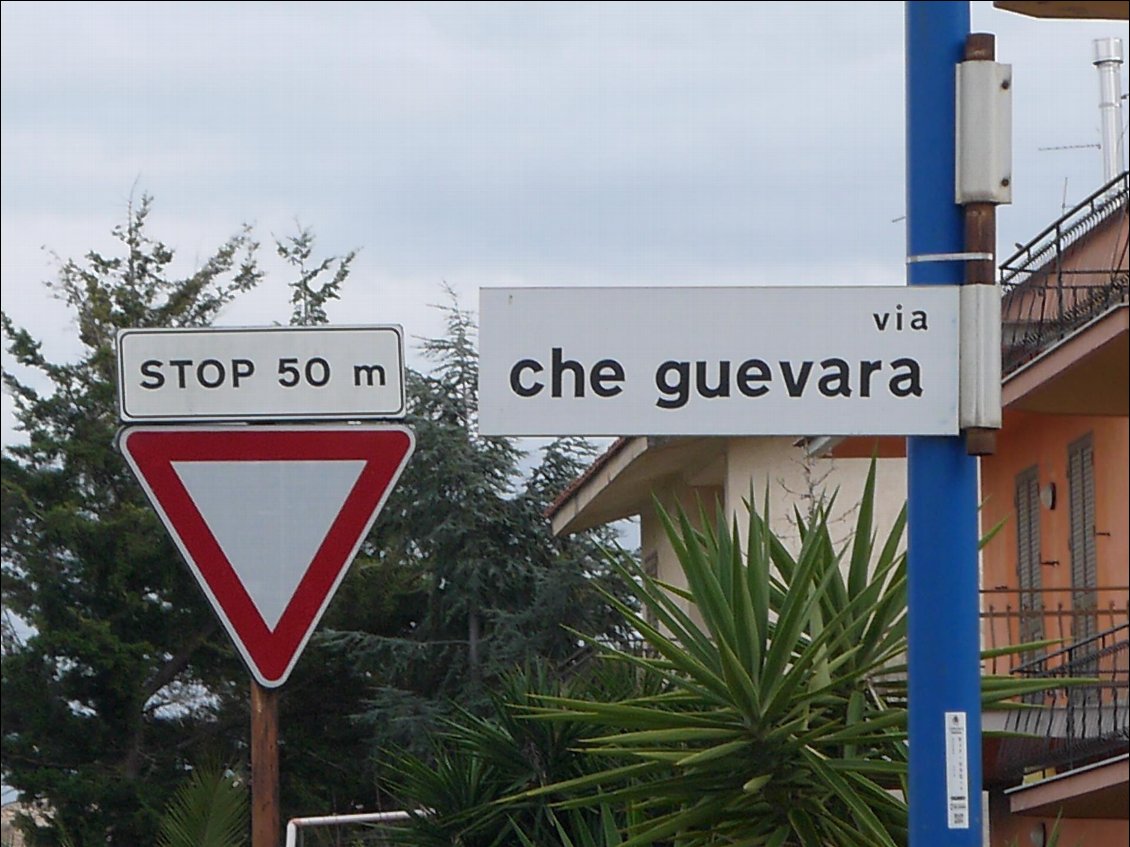 STOP 50 m
via
che guevara